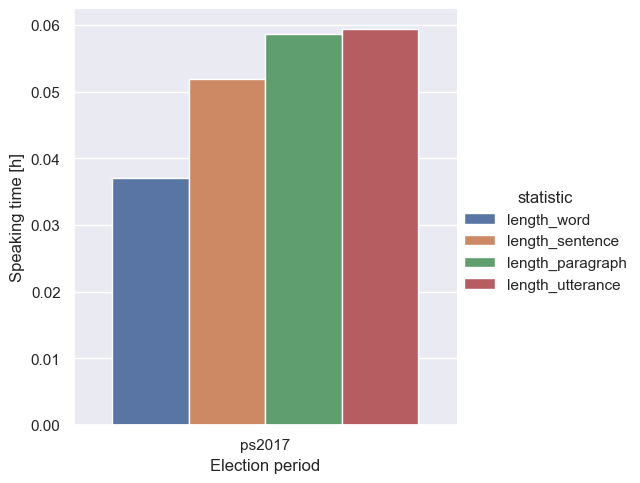 0.06
0.05
0.04
0.03
0.02
0.01
0.00
Speaking time [h]
ps2017
Election period
statistic
length_word
length_sentence
length_paragraph
length_utterance